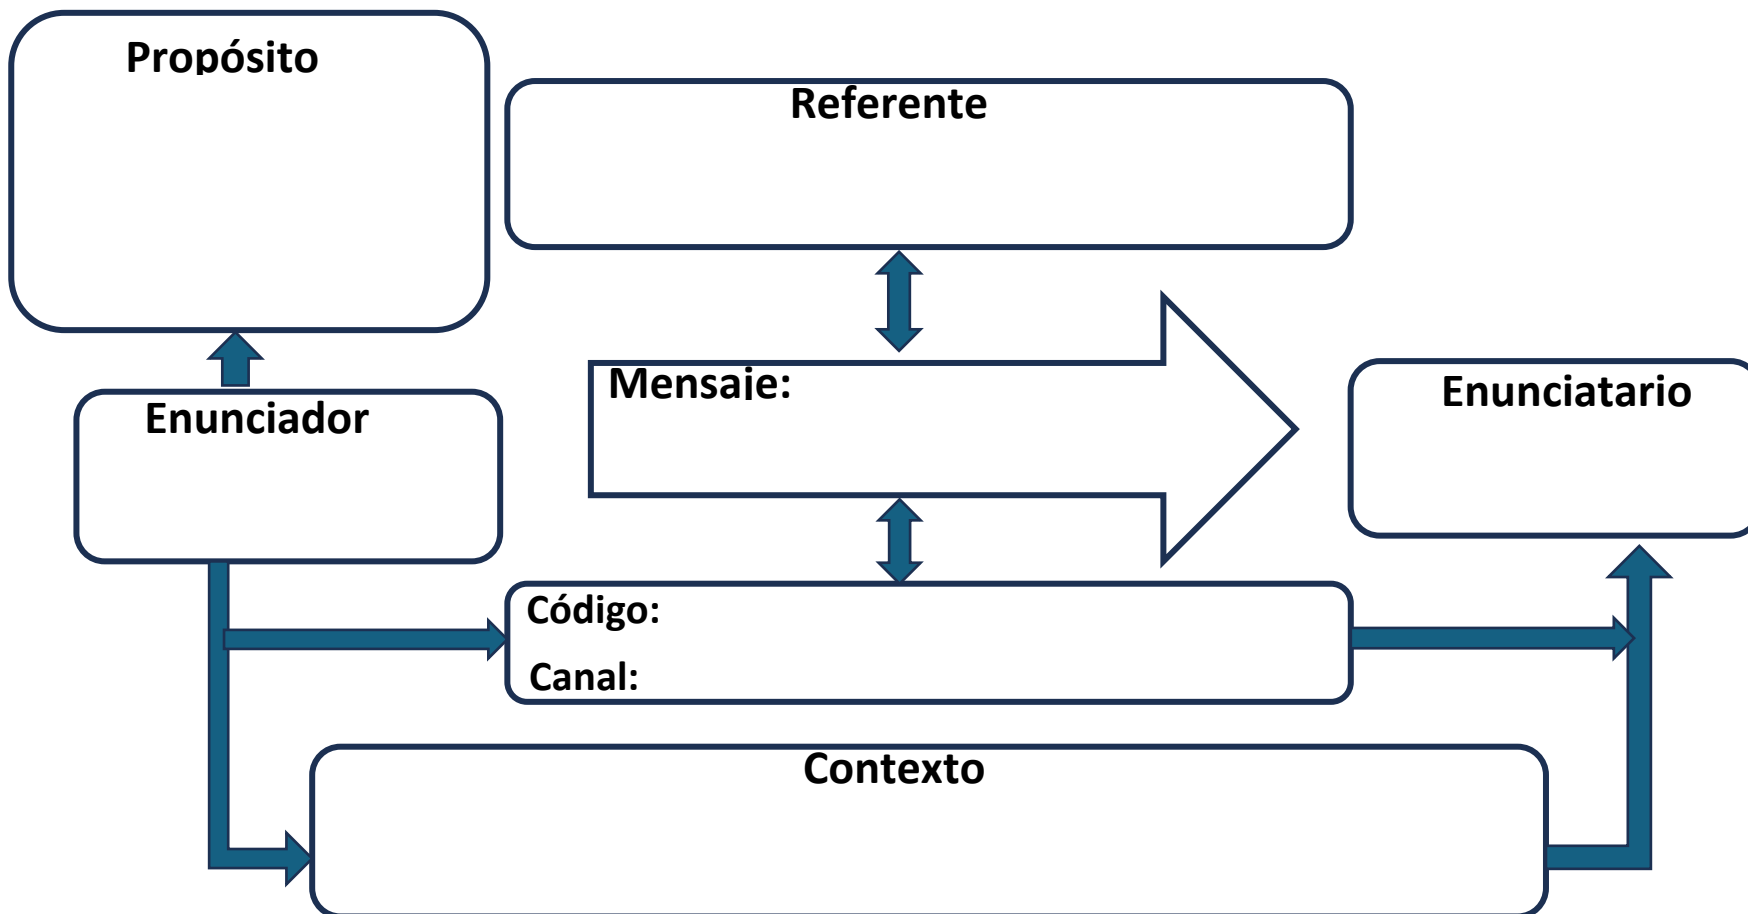 Propósito
Referente
Mensaje:
Enunciador
Enunciatario
Código:
Canal:
Contexto